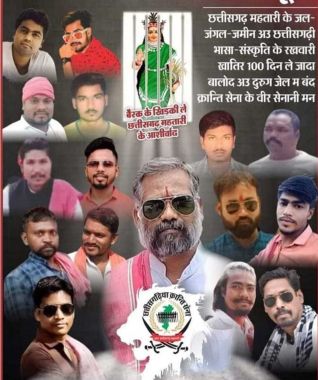 छत्तीसगढ़ महतारी के जल-
जंगल-जमीन अउ छत्तीसगढ़ी
भासा-संस्कृति के रखवारी
खातिर 100 दिन ले जादा
बालोद अउ दुरुग जेल म बंद
क्रान्ति सेना के वीर सेनानी मन
बैरक के खिड़की ले
छत्तीसगढ़ महतारी
के आशीर्वाद
छत्तीसगढ़िया क्रान्ति सेना